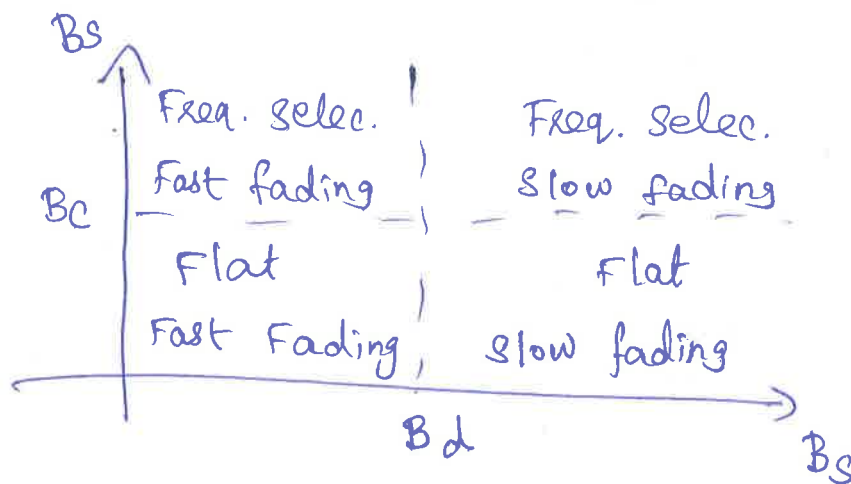 Bs
Freq. selec.
Fast fading
Freq. selec.
Slow fading
Bc
Flat
Fast Fading
Flat
Slow fading
Bd
Bs